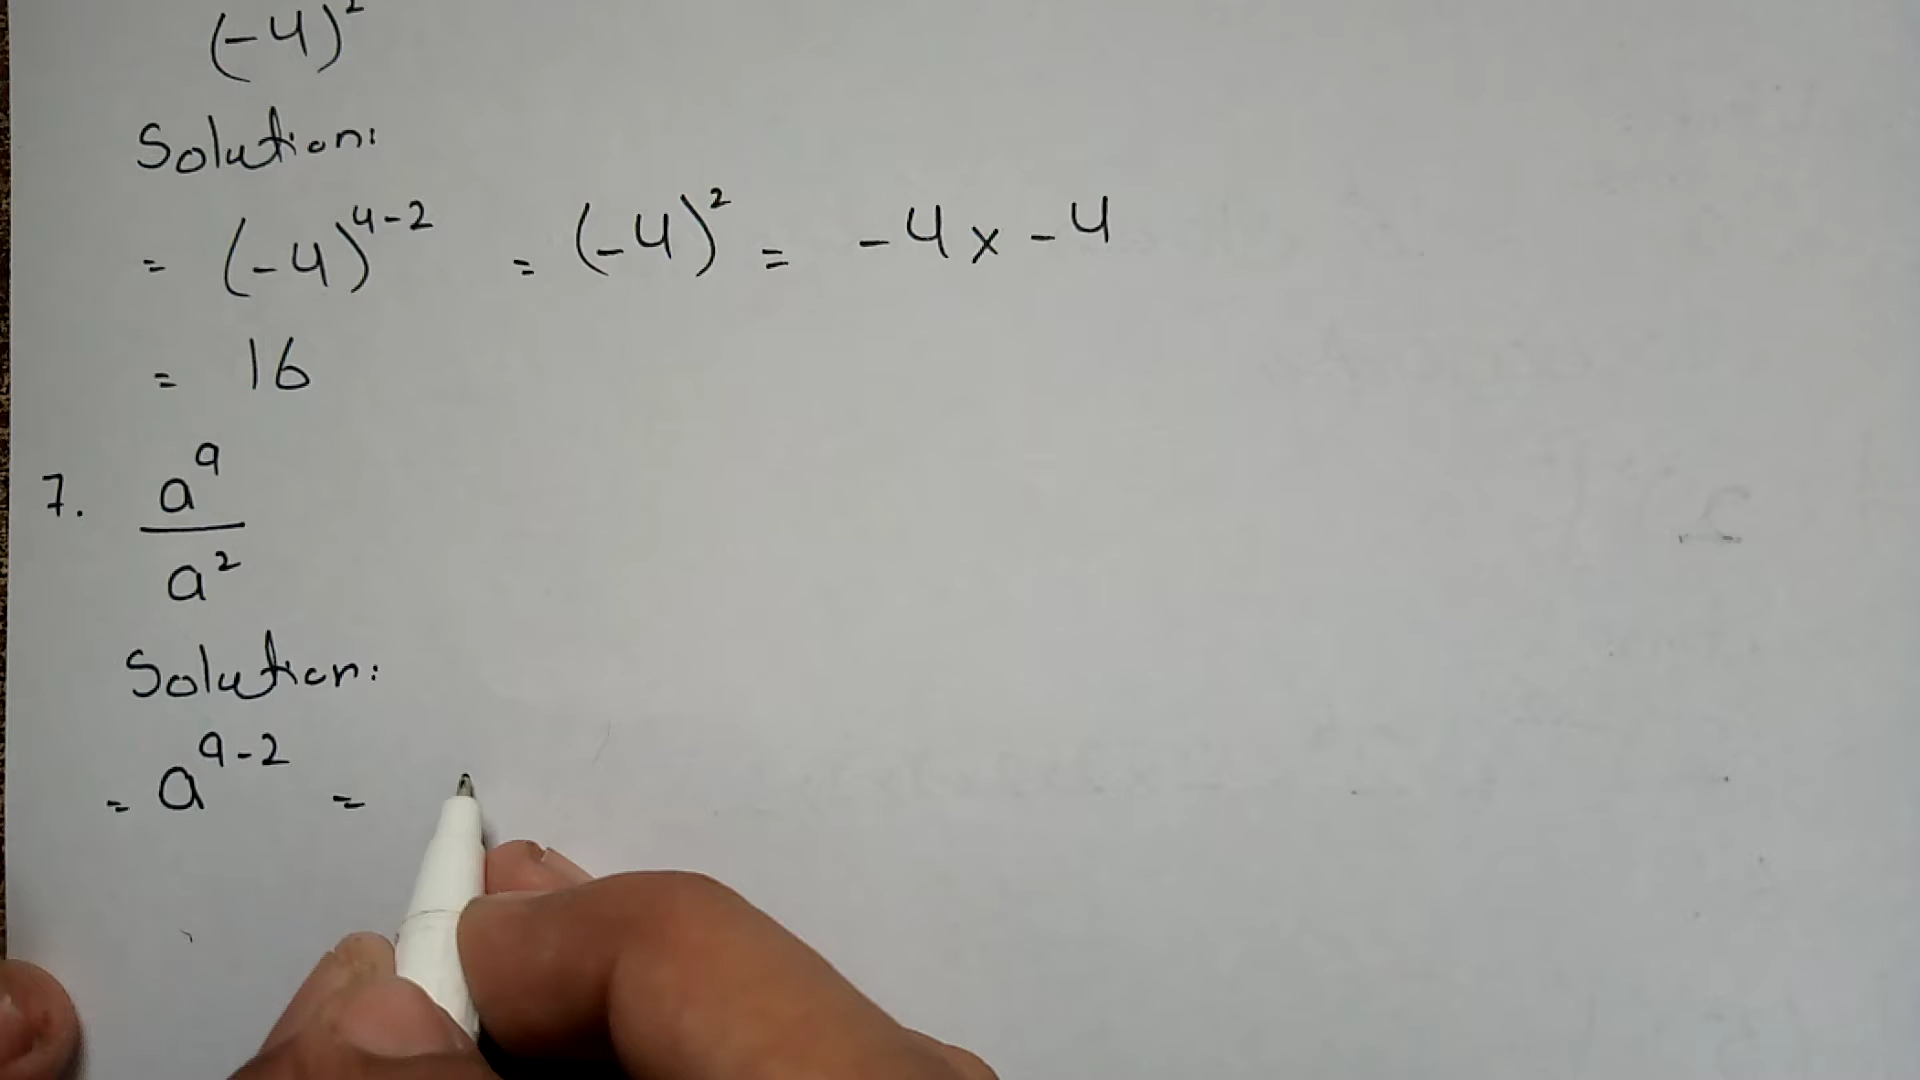 (-4)²
Solution:
= (-4)⁴⁻² = (-4)² = -4 x -4
= 16
7. a⁹
a²
Solution:
= a⁹⁻² =